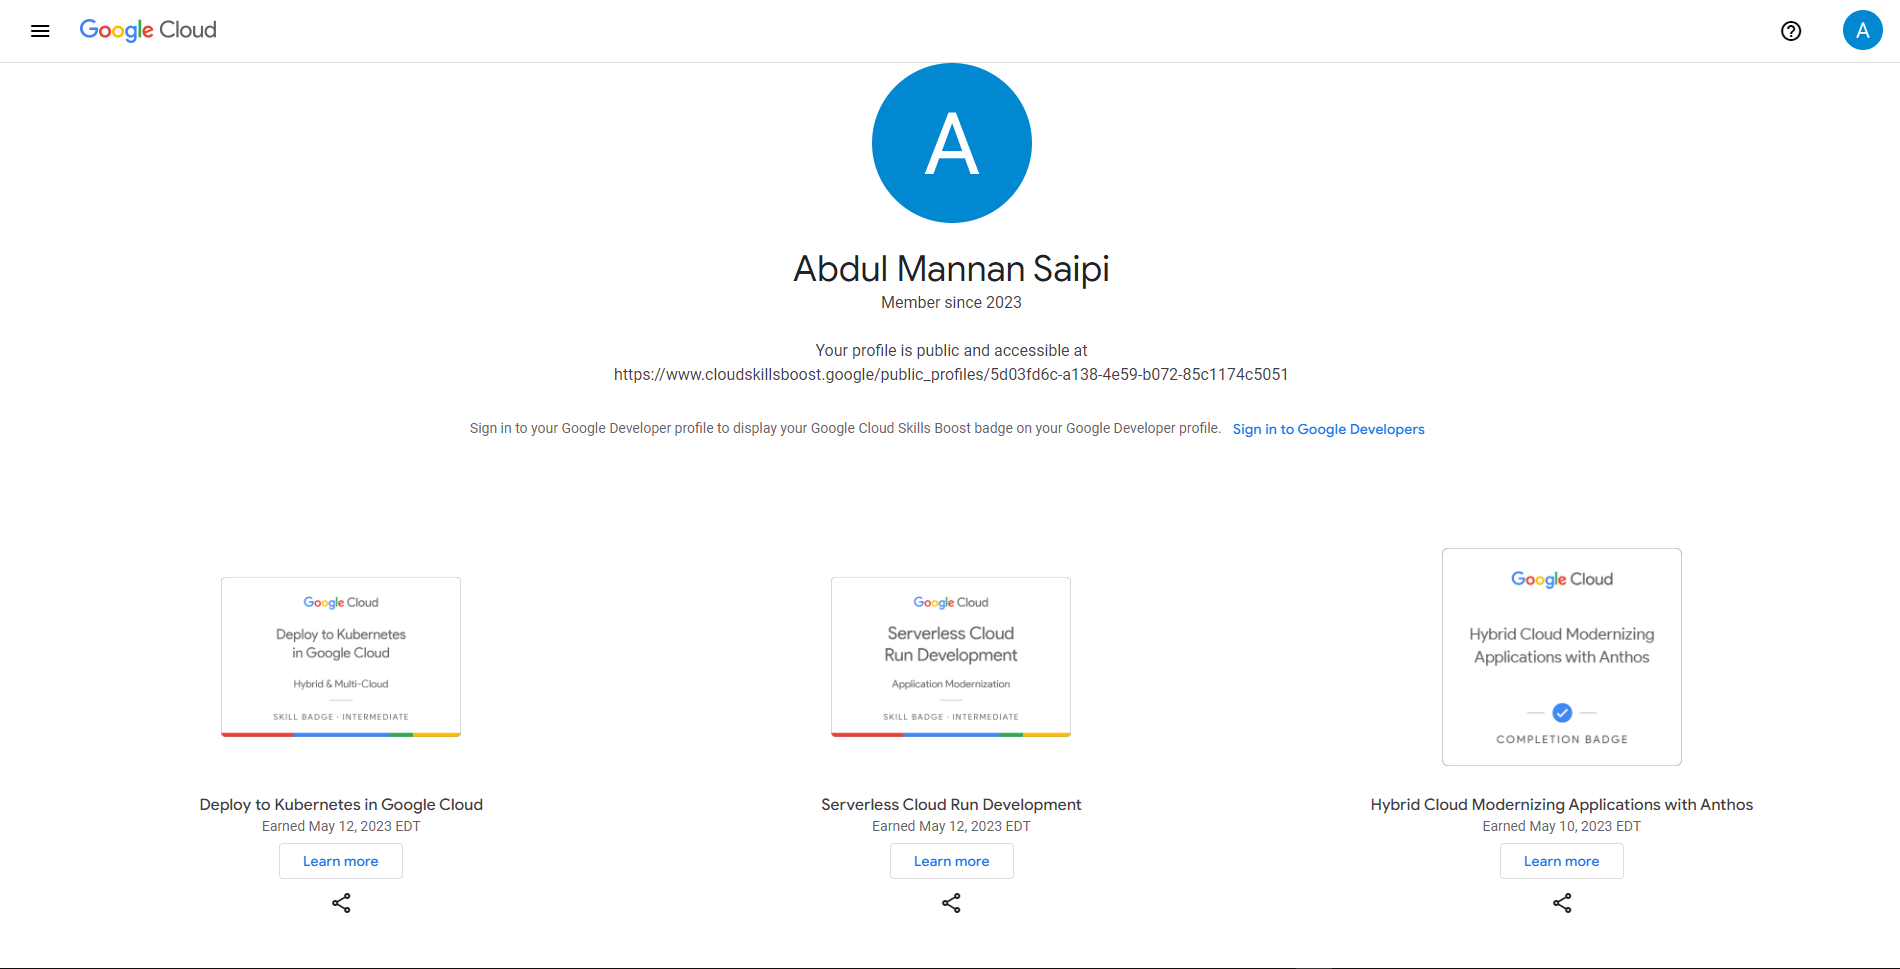 Google Cloud
A
A
Abdul Mannan Saipi
Member since 2023
Your profile is public and accessible at
https://www.cloudskillsboost.google/public_profiles/5d03fd6c-a138-4e59-b072-85c1174c5051
Sign in to your Google Developer profile to display your Google Cloud Skills Boost badge on your Google Developer profile. Sign in to Google Developers
Google Cloud
Deploy to Kubernetes
in Google Cloud
Hybrid & Multi-Cloud
SKILL BADGE · INTERMEDIATE
Deploy to Kubernetes in Google Cloud
Earned May 12, 2023 EDT
Learn more
Google Cloud
Serverless Cloud
Run Development
Application Modernization
SKILL BADGE · INTERMEDIATE
Serverless Cloud Run Development
Earned May 12, 2023 EDT
Learn more
Google Cloud
Hybrid Cloud Modernizing
Applications with Anthos
COMPLETION BADGE
Hybrid Cloud Modernizing Applications with Anthos
Earned May 10, 2023 EDT
Learn more